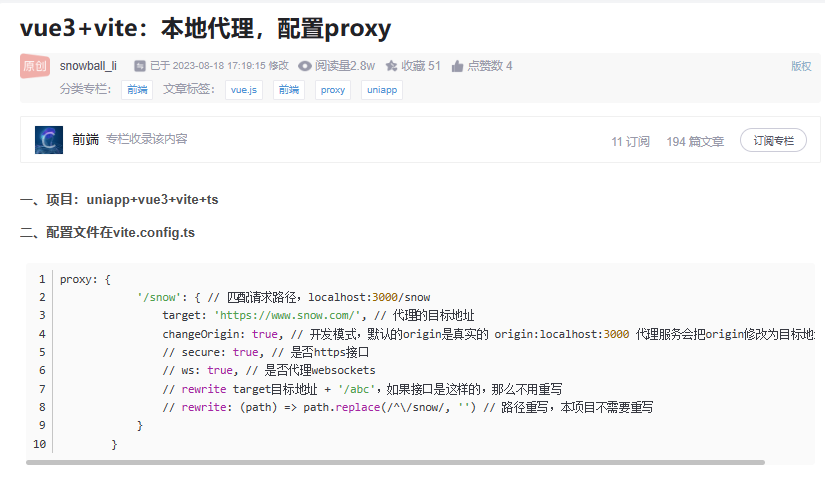 vue3+vite：本地代理，配置proxy
原创 snowball_li 已于 2023-08-18 17:19:15 修改 阅读量2.8w 收藏 51 点赞数 4 版权
分类专栏： 前端 文章标签： vue.js 前端 proxy uniapp
前端 专栏收录该内容 11 订阅 194 篇文章 订阅专栏
一、项目：uniapp+vue3+vite+ts
二、配置文件在vite.config.ts
1 proxy: {
2 '/snow': { // 匹配请求路径，localhost:3000/snow
3 target: 'https://www.snow.com/', // 代理的目标地址
4 changeOrigin: true, // 开发模式，默认的origin是真实的 origin:localhost:3000 代理服务会把origin修改为目标地
5 // secure: true, // 是否https接口
6 // ws: true, // 是否代理websockets
7 // rewrite target目标地址 + '/abc'，如果接口是这样的，那么不用重写
8 // rewrite: (path) => path.replace(/^\/snow/, '') // 路径重写，本项目不需要重写
9 }
10 }